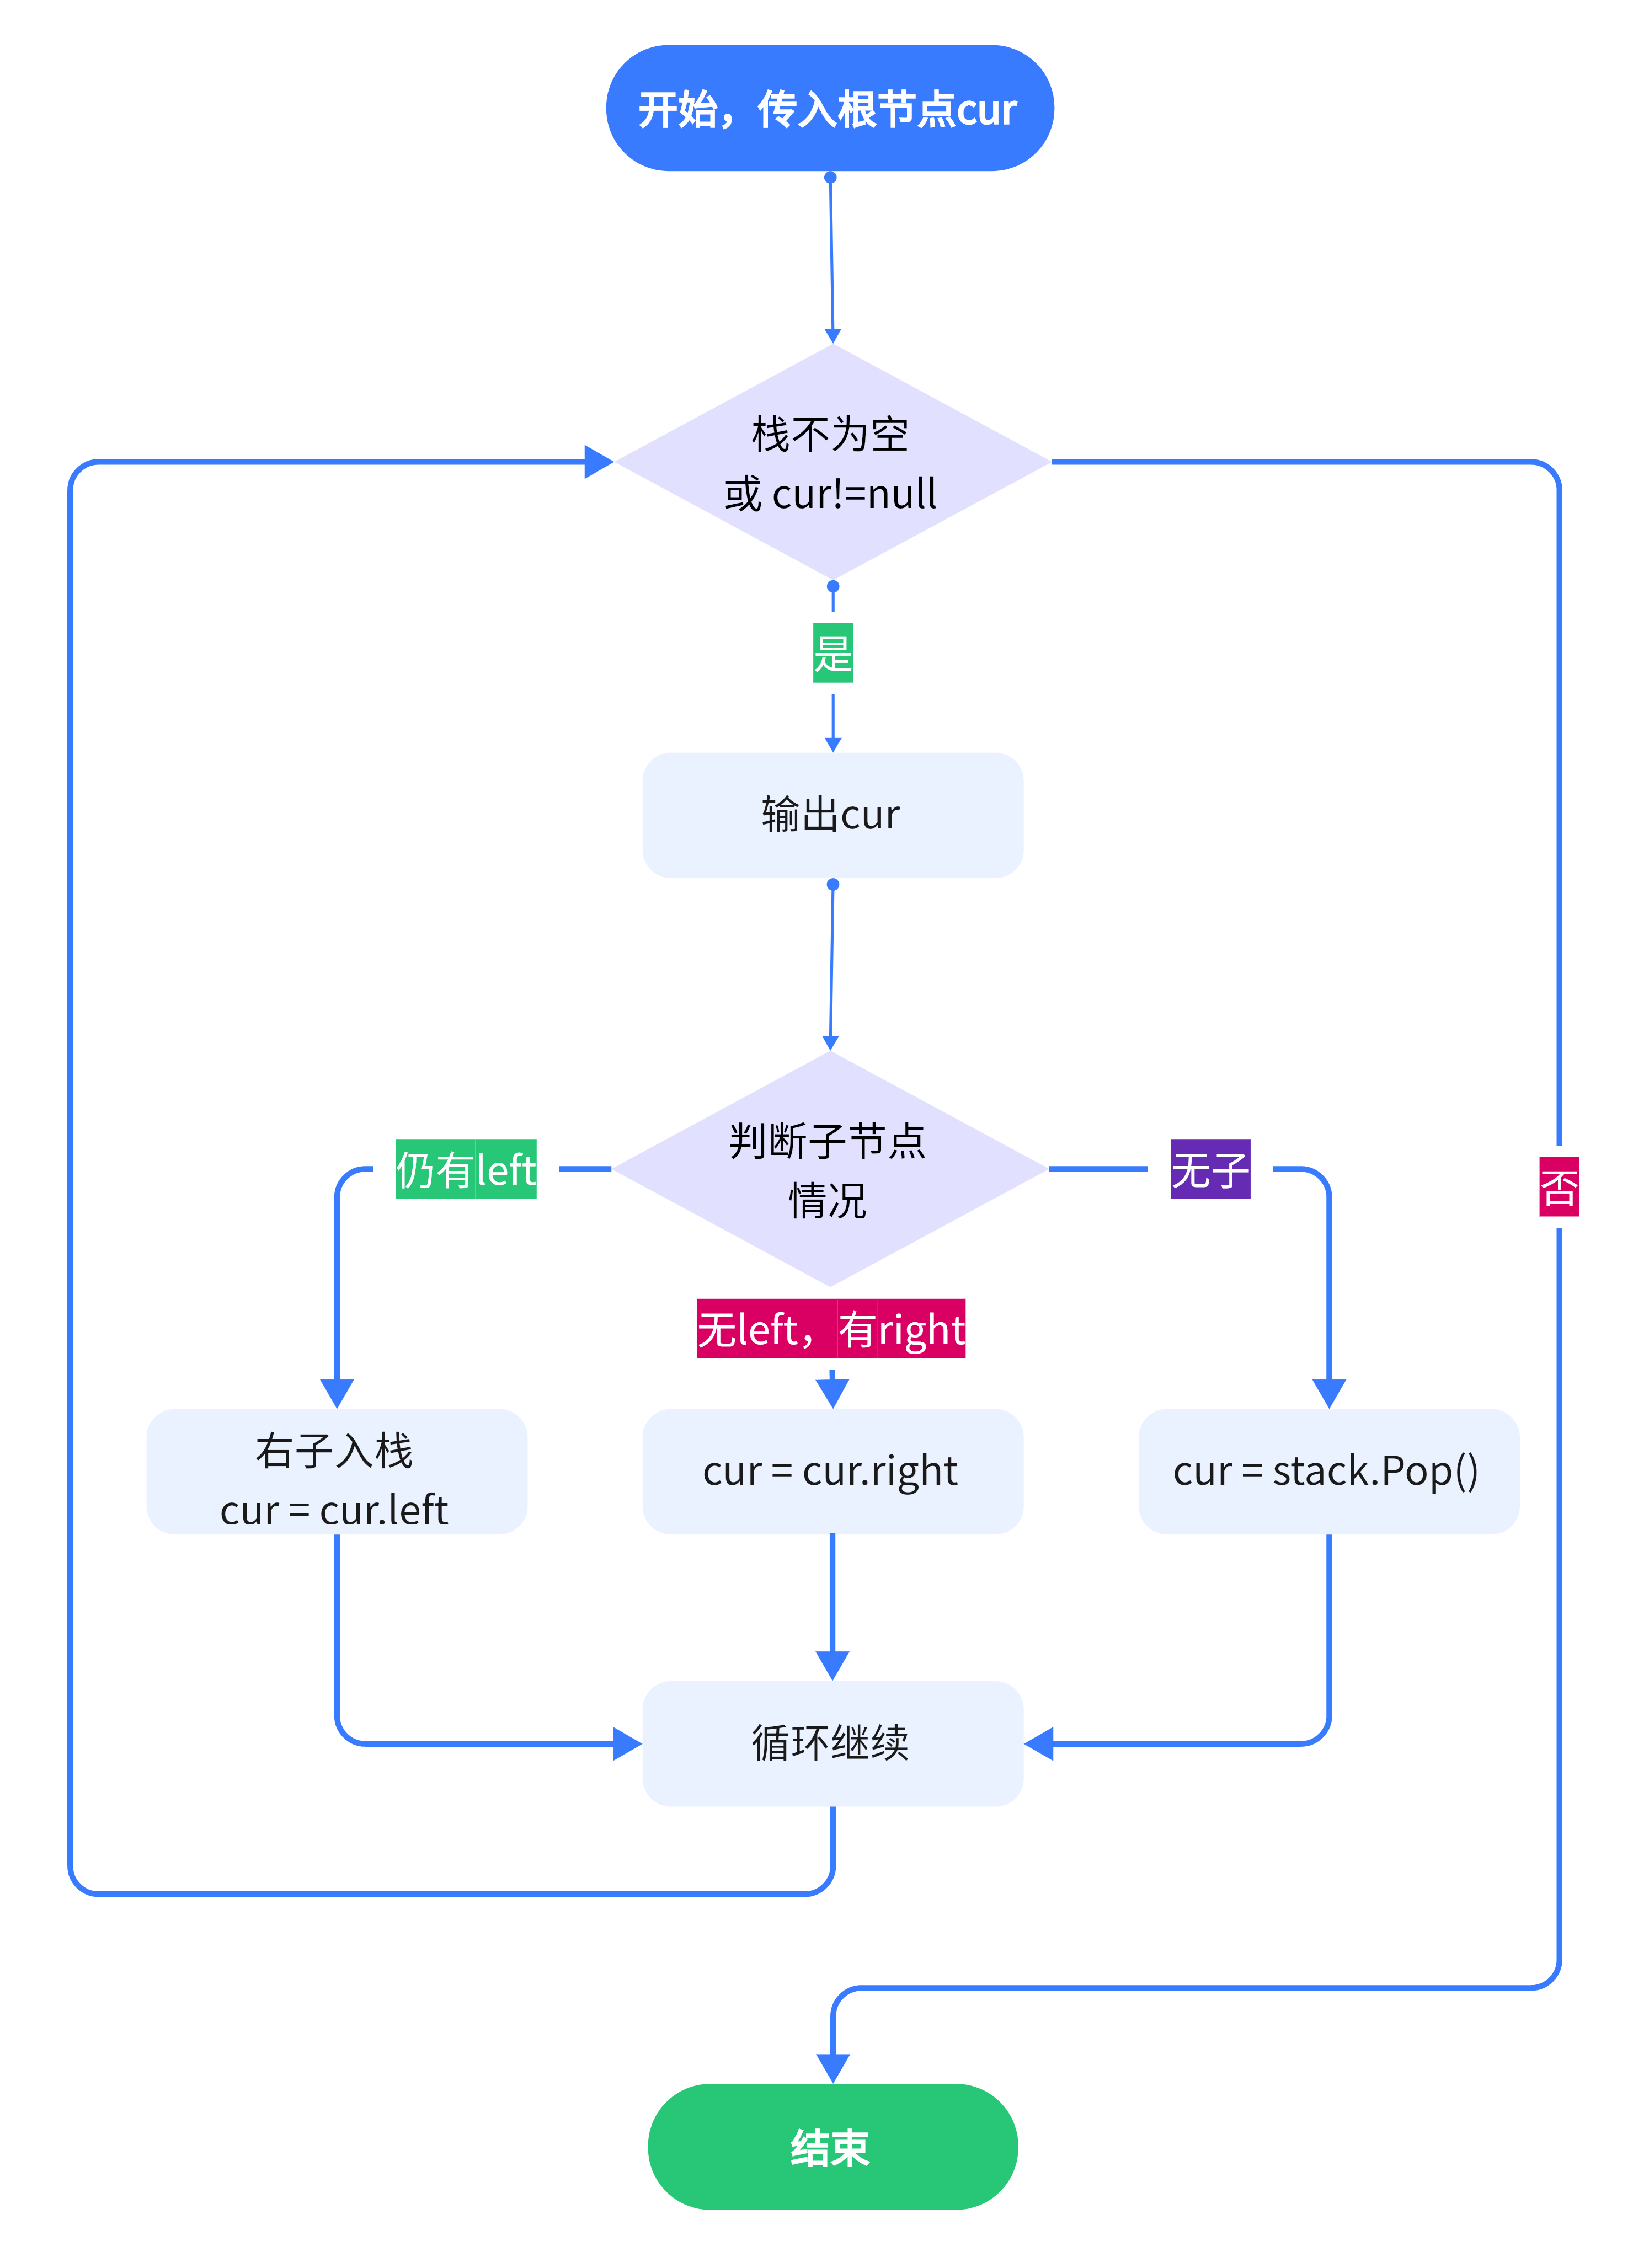 开始，传入根节点cur
栈不为空
或 cur!=null
是
输出cur
判断子节点
情况
仍有left
无子
否
无left，有right
右子入栈
cur = cur.left
cur = cur.right
cur = stack.Pop()
循环继续
结束